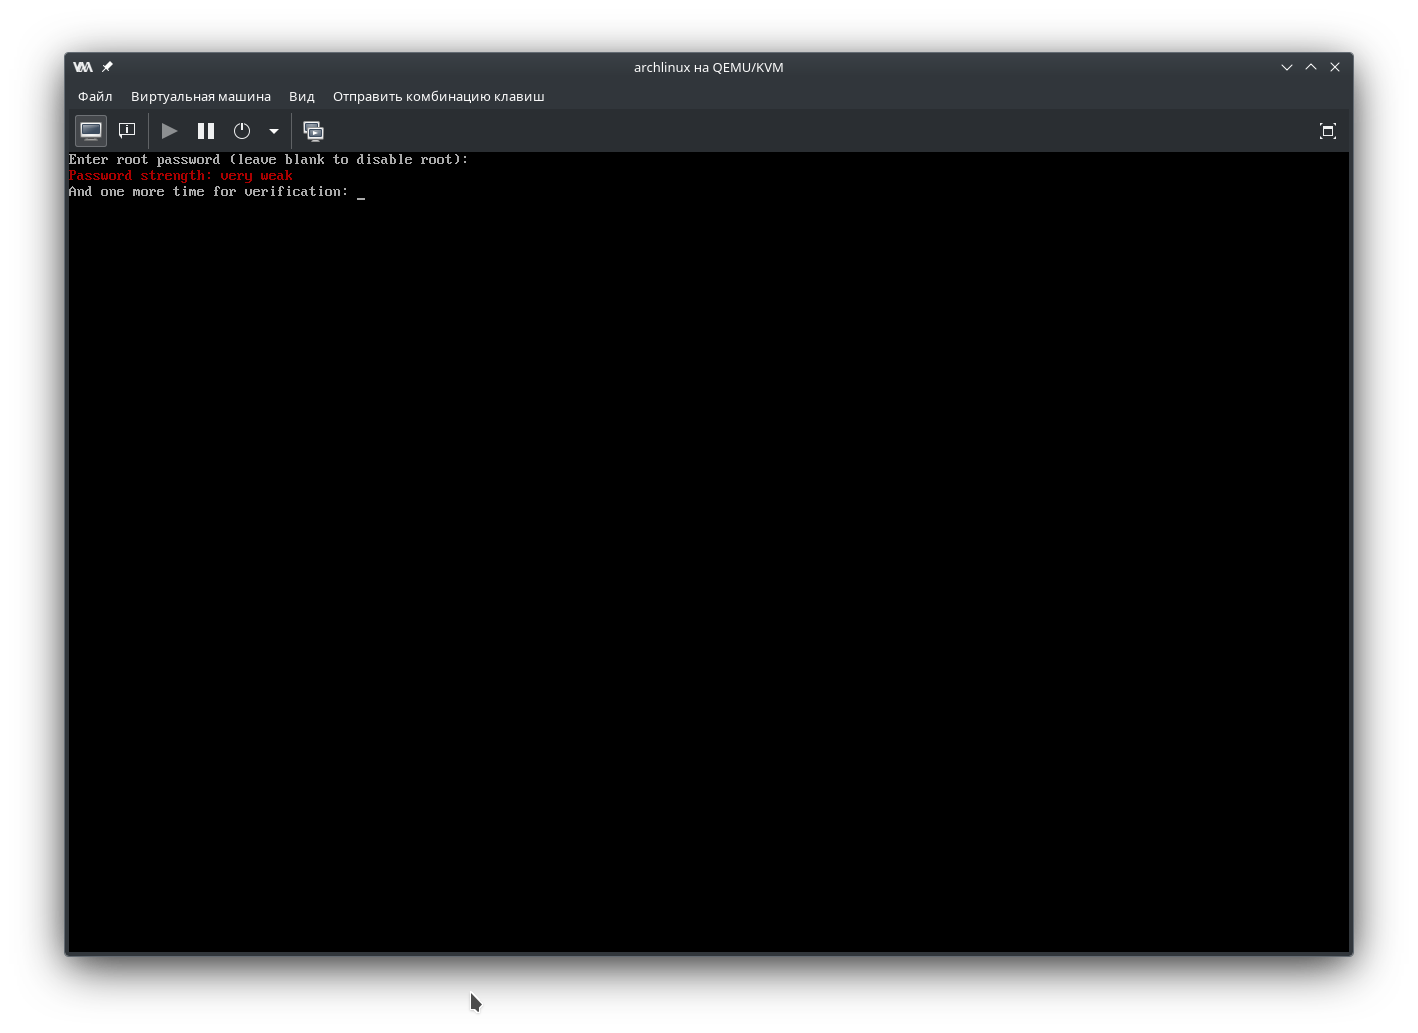 archlinux на QEMU/KVM
Файл Виртуальная машина Вид Отправить комбинацию клавиш
Enter root password (leave blank to disable root):
Password strength: very weak
And one more time for verification: _